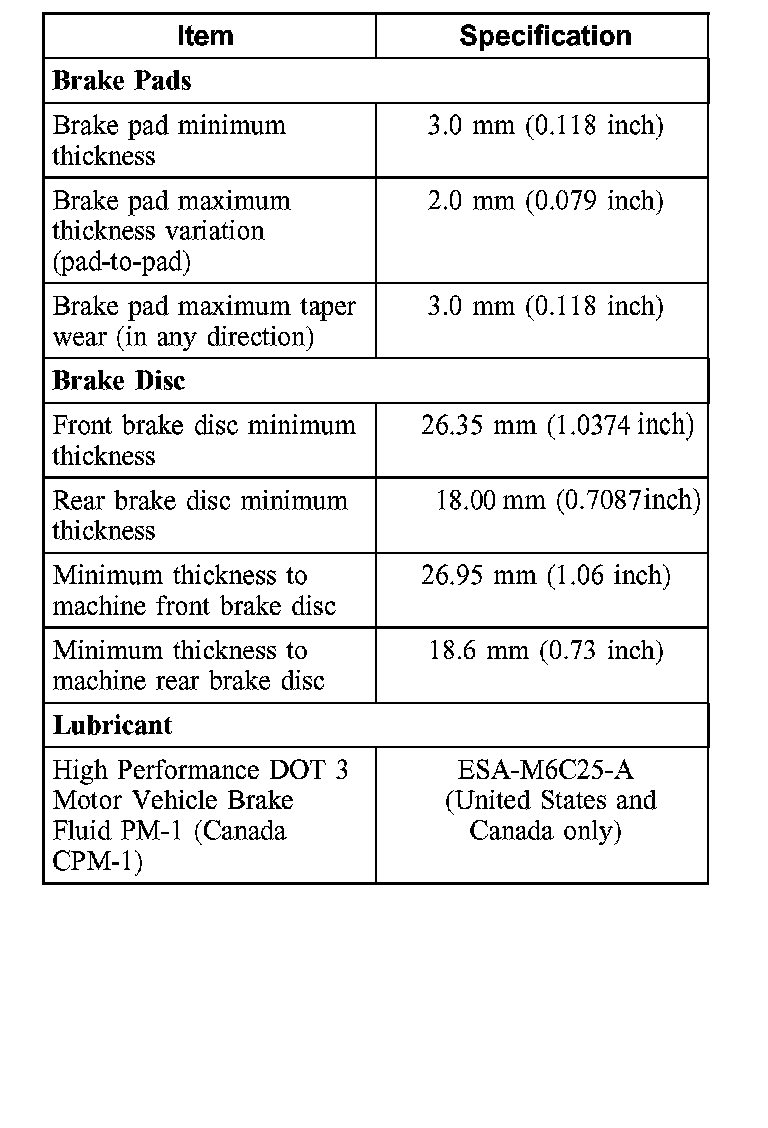 Item Specification
Brake Pads
Brake pad minimum 3.0 mm (0.118 inch)
thickness
Brake pad maximum 2.0 mm (0.079 inch)
thickness variation
(pad-to-pad)
Brake pad maximum taper 3.0 mm (0.118 inch)
wear (in any direction)
Brake Disc
Front brake disc minimum 26.35 mm (1.0374 inch)
thickness
Rear brake disc minimum 18.00 mm (0.7087inch)
thickness
Minimum thickness to 26.95 mm (1.06 inch)
machine front brake disc
Minimum thickness to 18.6 mm (0.73 inch)
machine rear brake disc
Lubricant
High Performance DOT 3 ESA-M6C25-A
Motor Vehicle Brake (United States and
Fluid PM-1 (Canada Canada only)
CPM-1)